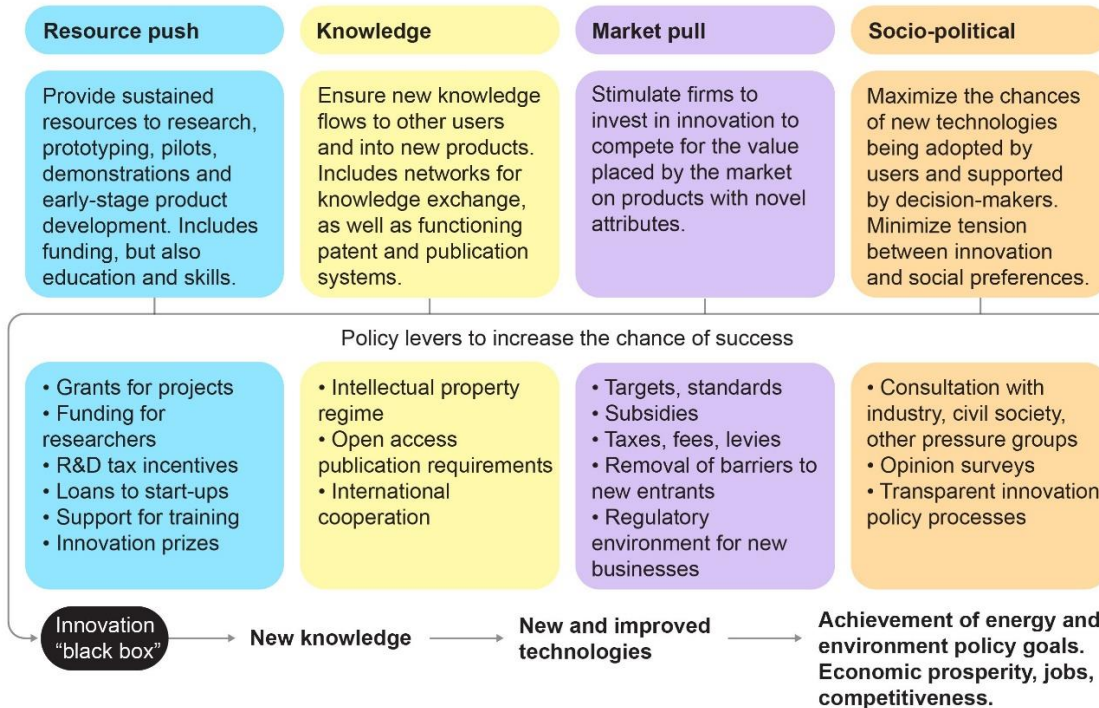 Resource push
Knowledge
Market pull
Socio-political
Provide sustained
resources to research,
prototyping, pilots,
demonstrations and
early-stage product
development. Includes
funding, but also
education and skills.
Ensure new knowledge
flows to other users
and into new products.
Includes networks for
knowledge exchange,
as well as functioning
patent and publication
systems.
Stimulate firms to
invest in innovation to
compete for the value
placed by the market
on products with novel
attributes.
Maximize the chances
of new technologies
being adopted by
users and supported
by decision-makers.
Minimize tension
between innovation
and social preferences.
Policy levers to increase the chance of success
• Grants for projects
• Funding for
researchers
• R&D tax incentives
• Loans to start-ups
• Support for training
• Innovation prizes
• Intellectual property
regime
• Open access
publication requirements
• International
cooperation
• Targets, standards
• Subsidies
• Taxes, fees, levies
• Removal of barriers to
new entrants
• Regulatory
environment for new
businesses
• Consultation with
industry, civil society,
other pressure groups
• Opinion surveys
• Transparent innovation
policy processes
Innovation
“black box”
New knowledge
New and improved
technologies
Achievement of energy and
environment policy goals.
Economic prosperity, jobs,
competitiveness.